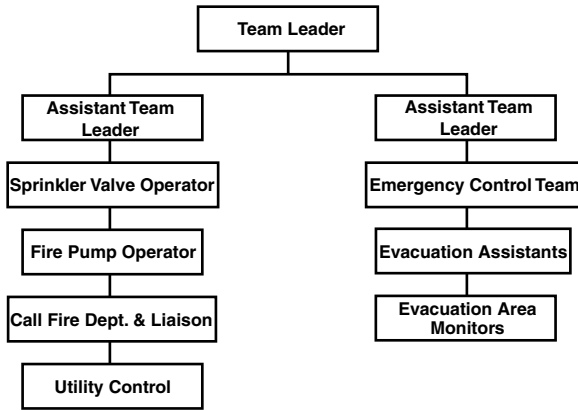 Team Leader
Assistant Team
Leader
Sprinkler Valve Operator
Fire Pump Operator
Call Fire Dept. & Liaison
Utility Control
Assistant Team
Leader
Emergency Control Team
Evacuation Assistants
Evacuation Area
Monitors